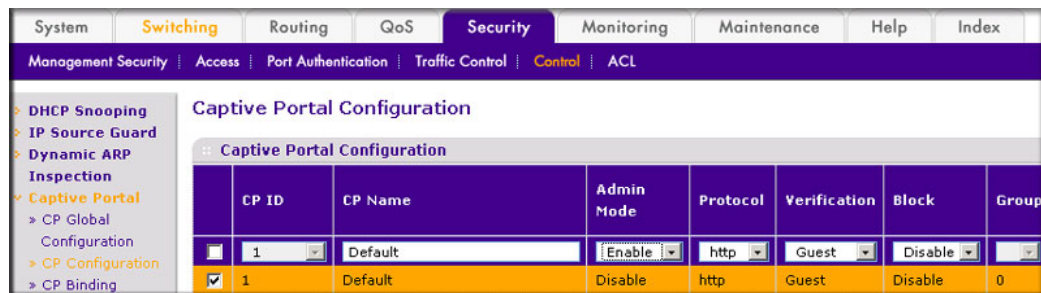 System Switching Routing QoS Security Monitoring Maintenance Help Index
Management Security Access Port Authentication Traffic Control Control ACL
DHCP Snooping
IP Source Guard
Dynamic ARP
Inspection
Captive Portal
» CP Global
Configuration
» CP Configuration
» CP Binding
Captive Portal Configuration
Captive Portal Configuration
CP ID CP Name Admin Mode Protocol Verification Block Group
1 Default Enable http Guest Disable
1 Default Disable http Guest Disable 0